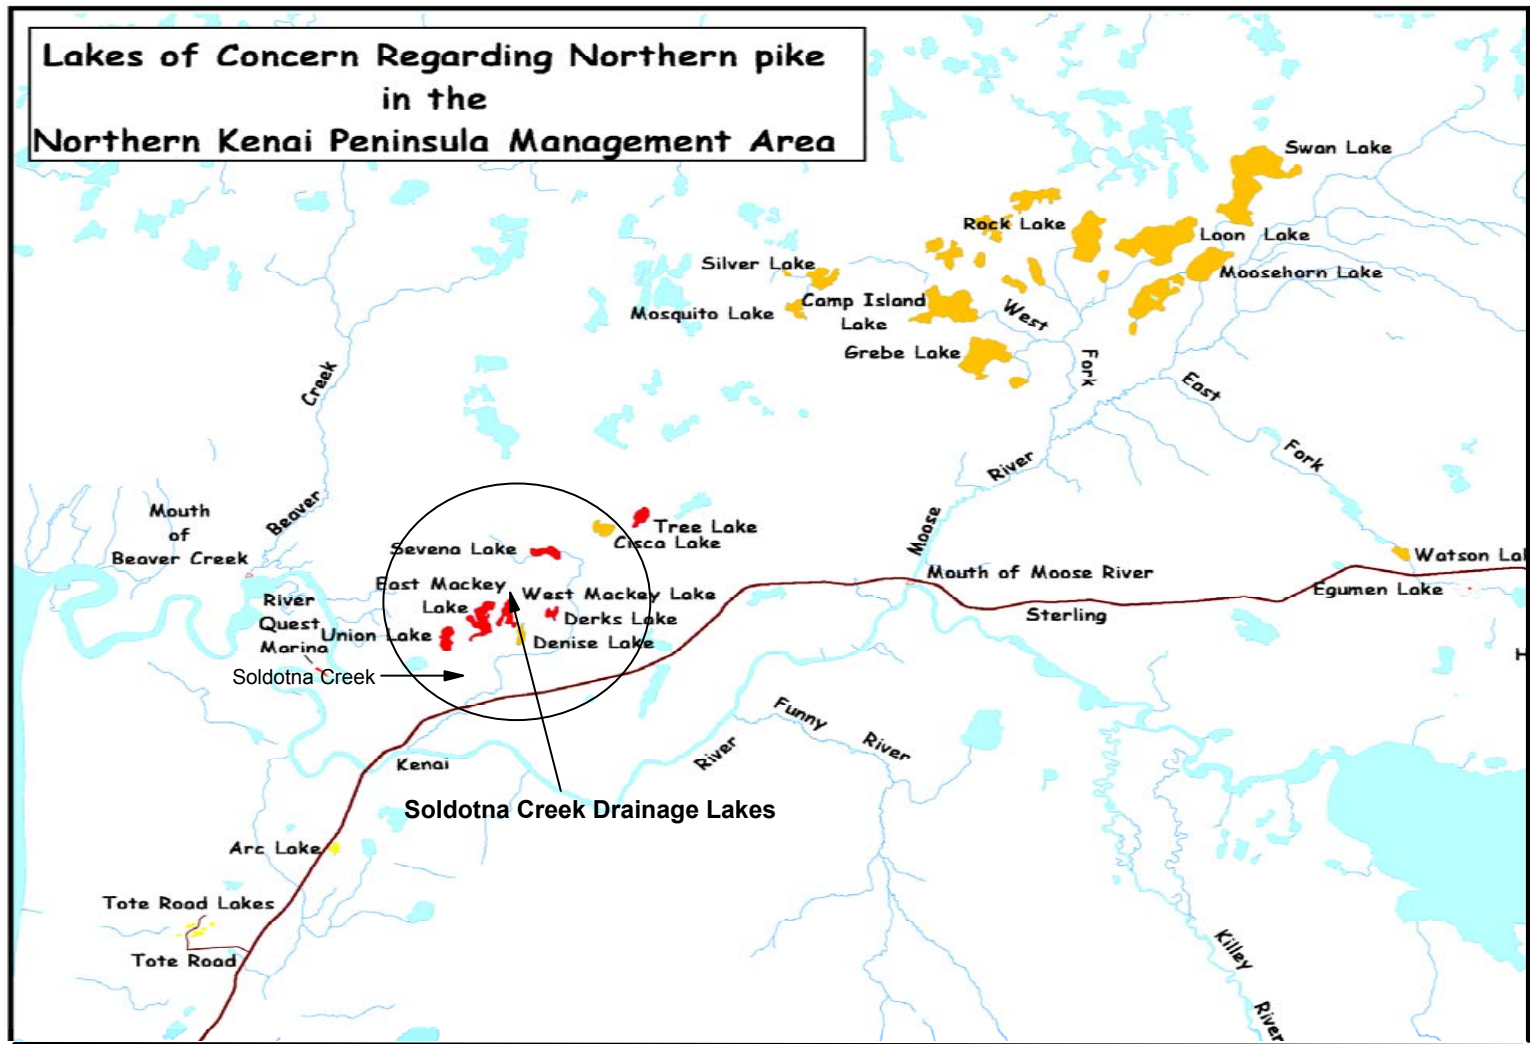 Lakes of Concern Regarding Northern pike
in the
Northern Kenai Peninsula Management Area
Swan Lake
Rock Lake
Loon Lake
Silver Lake
Moosehorn Lake
Mosquito Lake
Camp Island
Lake
West
Fork
Grebe Lake
Creek
East
Fork
River
Moose
Beaver
Mouth
of
Beaver Creek
Tree Lake
Cisca Lake
Sevena Lake
Watson La
Mouth of Moose River
East Mackey
Lake
West Mackey Lake
Egumen Lake
River
Quest
Marina
Derks Lake
Sterling
Union Lake
Denise Lake
H
Soldotna Creek
Funny
River
River
Kenai
Soldotna Creek Drainage Lakes
Arc Lake
Tote Road Lakes
Tote Road
Killey
River